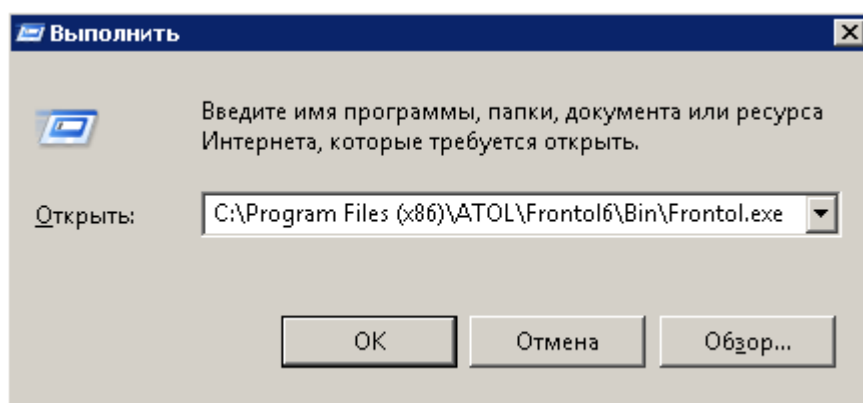 Выполнить
Введите имя программы, папки, документа или ресурса
Интернета, которые требуется открыть.
Открыть: C:\Program Files (x86)\ATOL\Frontol6\Bin\Frontol.exe
OK Отмена Обзор...